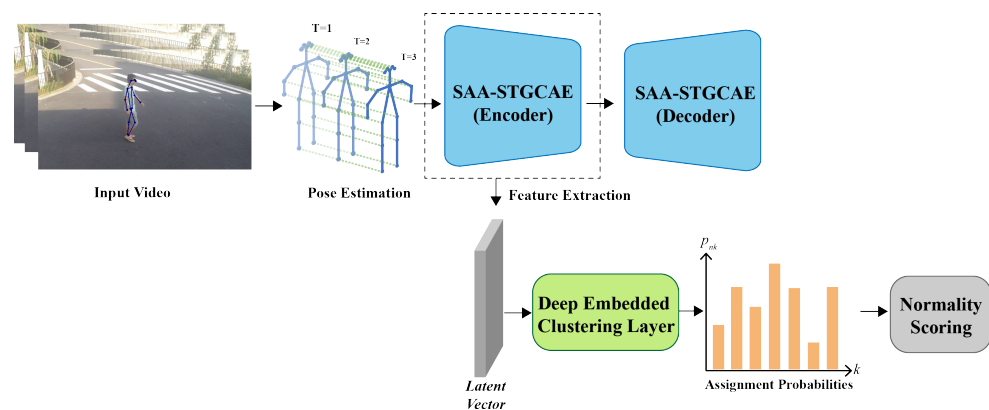 T=1
T=2
T=3
SAA-STGCAE
(Encoder)
SAA-STGCAE
(Decoder)
Input Video
Pose Estimation
Feature Extraction
Latent
Vector
Deep Embedded
Clustering Layer
p_{nk}
k
Assignment Probabilities
Normality
Scoring